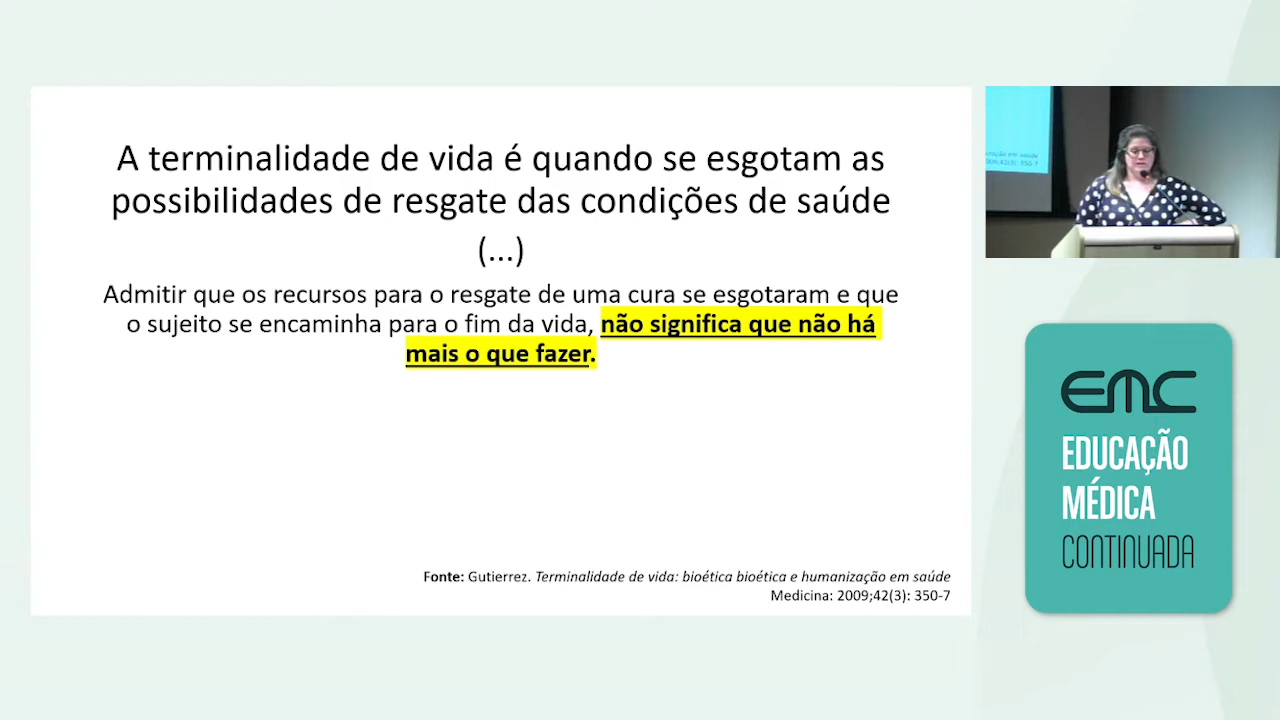 A terminalidade de vida é quando se esgotam as
possibilidades de resgate das condições de saúde
(...)
Admitir que os recursos para o resgate de uma cura se esgotaram e que
o sujeito se encaminha para o fim da vida, não significa que não há
mais o que fazer.
Fonte: Gutierrez. Terminalidade de vida: bioética bioética e humanização em saúde
Medicina: 2009;42(3): 350-7
EMC
EDUCAÇÃO
MÉDICA
CONTINUADA